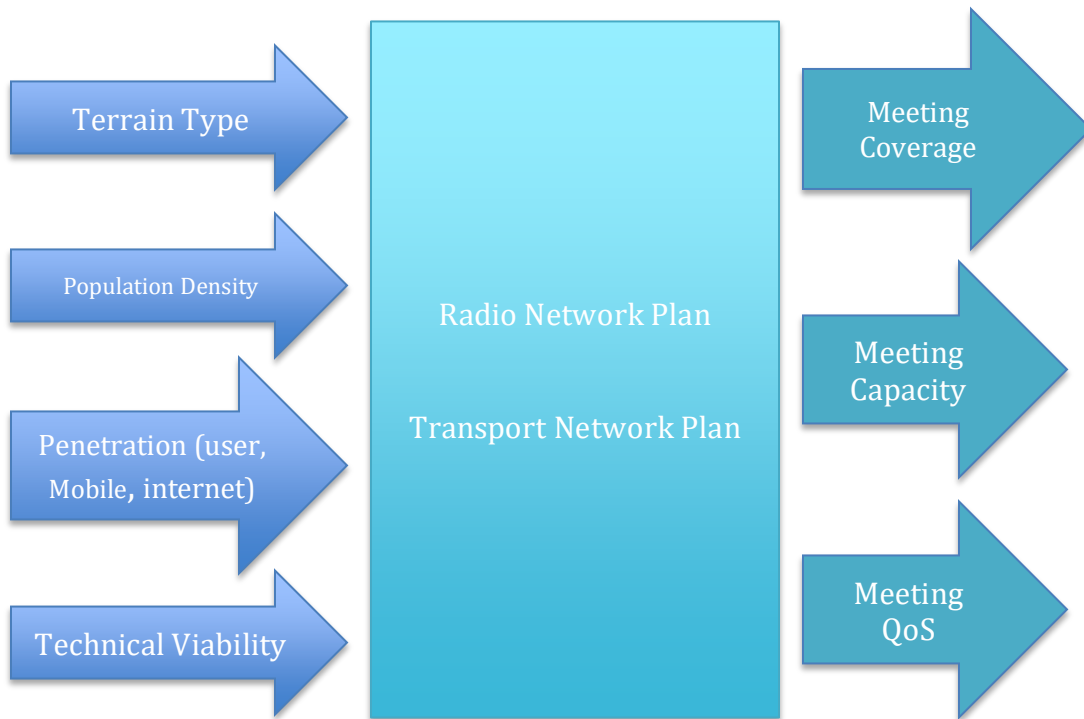 Terrain Type
Population Density
Penetration (user,
Mobile, internet)
Technical Viability
Radio Network Plan
Transport Network Plan
Meeting
Coverage
Meeting
Capacity
Meeting
QoS